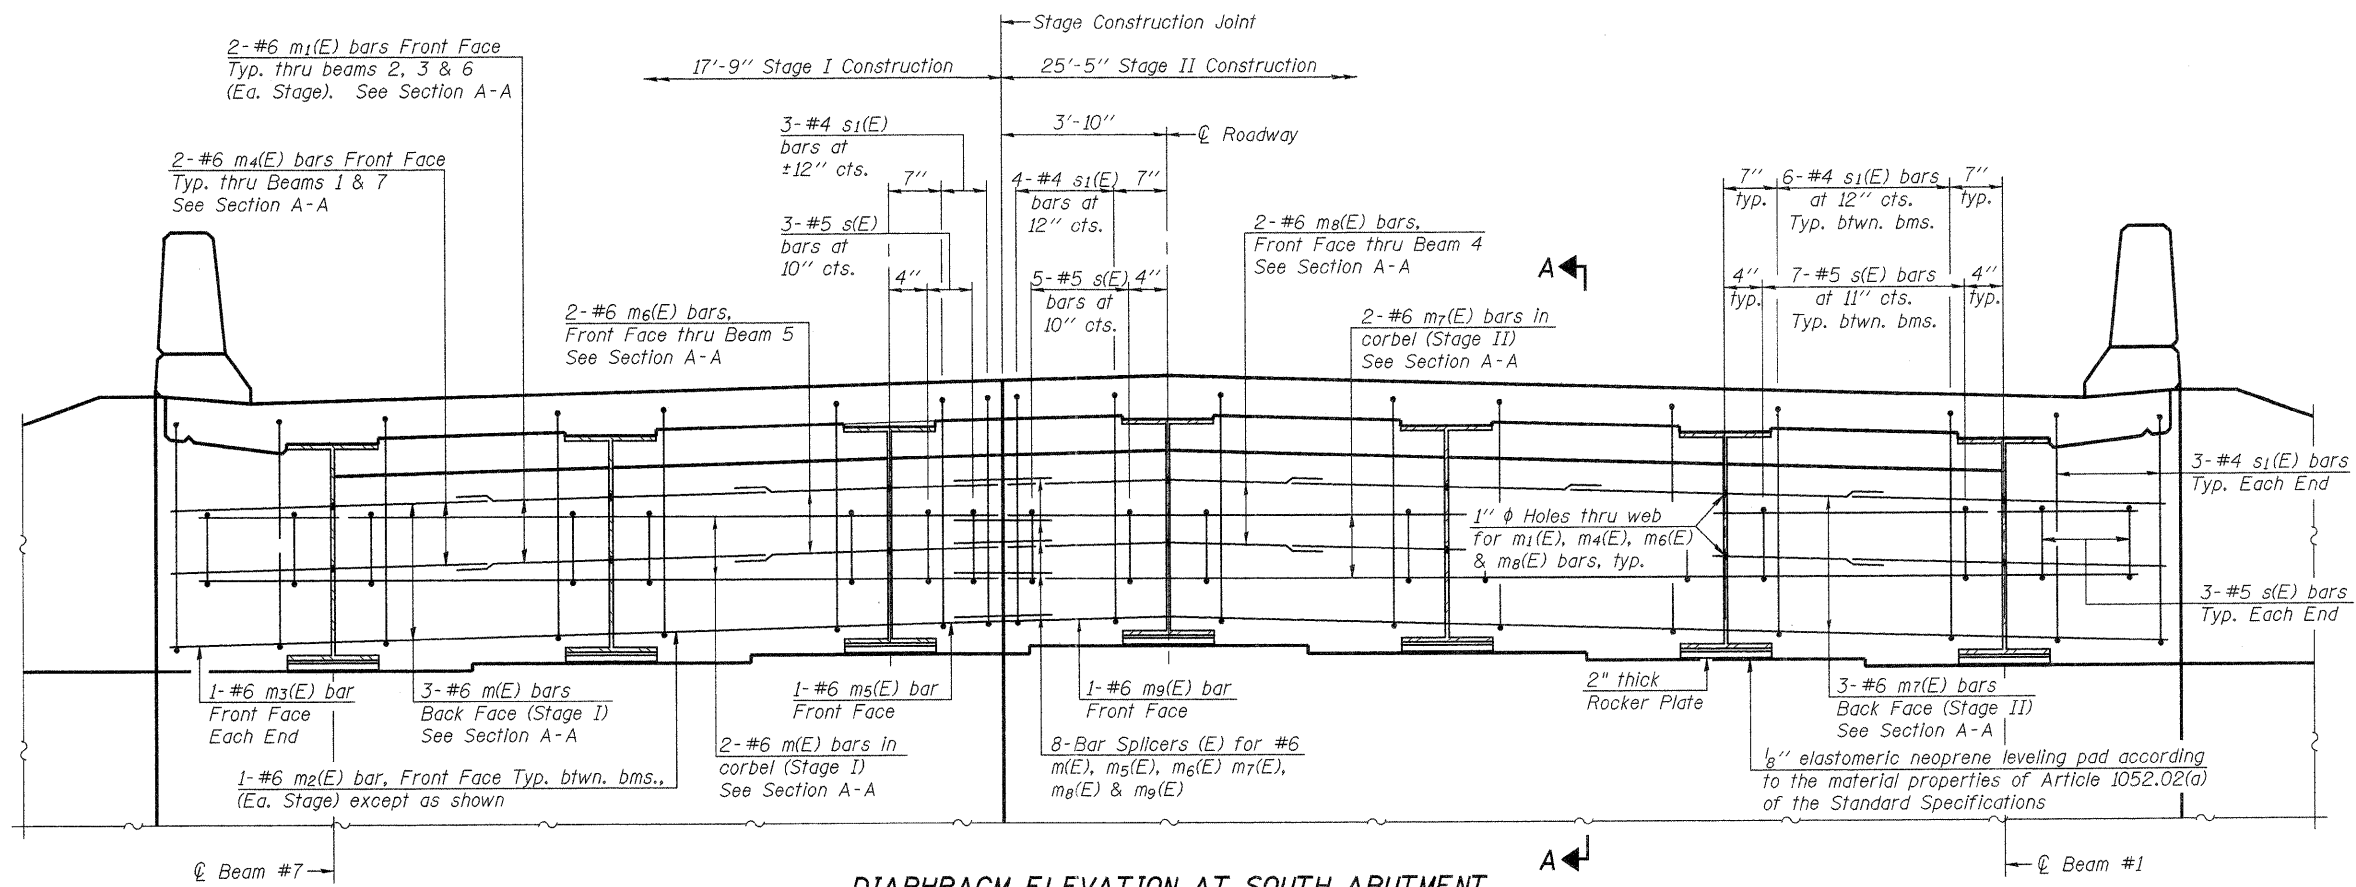 Stage Construction Joint
2-#6 m1(E) bars Front Face
Typ. thru beams 2, 3 & 6
(Ea. Stage). See Section A-A
17'-9" Stage I Construction
25'-5" Stage II Construction
3-#4 s1(E)
bars at
±12" cts.
3'-10"
℄ Roadway
2-#6 m4(E) bars Front Face
Typ. thru Beams 1 & 7
See Section A-A
7"
4-#4 s1(E)
bars at
12" cts.
7"
7"
typ.
6-#4 s1(E) bars
at 12" cts.
Typ. btwn. bms.
7"
typ.
3-#5 s(E)
bars at
10" cts.
2-#6 m8(E) bars,
Front Face thru Beam 4
See Section A-A
A
4"
5-#5 s(E)
bars at
10" cts.
4"
4"
typ.
7-#5 s(E) bars
at 11" cts.
Typ. btwn. bms.
4"
typ.
2-#6 m6(E) bars,
Front Face thru Beam 5
See Section A-A
2-#6 m7(E) bars in
corbel (Stage II)
See Section A-A
3-#4 s1(E) bars
Typ. Each End
1" ϕ Holes thru web
for m1(E), m4(E), m6(E)
& m8(E) bars, typ.
3-#5 s(E) bars
Typ. Each End
1-#6 m3(E) bar
Front Face
Each End
3-#6 m(E) bars
Back Face (Stage I)
See Section A-A
1-#6 m5(E) bar
Front Face
1-#6 m9(E) bar
Front Face
2" thick
Rocker Plate
3-#6 m7(E) bars
Back Face (Stage II)
See Section A-A
1-#6 m2(E) bar, Front Face Typ. btwn. bms.,
(Ea. Stage) except as shown
2-#6 m(E) bars in
corbel (Stage I)
See Section A-A
8-Bar Splicers (E) for #6
m(E), m5(E), m6(E) m7(E),
m8(E) & m9(E)
1/8" elastomeric neoprene leveling pad according
to the material properties of Article 1052.02(a)
of the Standard Specifications
℄ Beam #7
A
℄ Beam #1
DIAPHRAGM ELEVATION AT SOUTH ABUTMENT